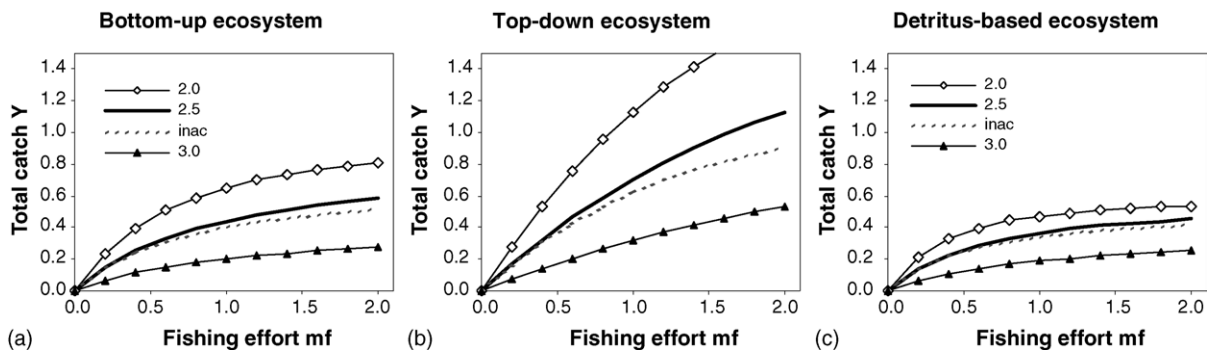 Bottom-up ecosystem
Total catch Y
1.4
1.2
1.0
0.8
0.6
0.4
0.2
0.0
2.0
2.5
inac
3.0
0.0 0.5 1.0 1.5 2.0
(a) Fishing effort mf
Top-down ecosystem
Total catch Y
1.4
1.2
1.0
0.8
0.6
0.4
0.2
0.0
0.0 0.5 1.0 1.5 2.0
(b) Fishing effort mf
Detritus-based ecosystem
Total catch Y
1.4
1.2
1.0
0.8
0.6
0.4
0.2
0.0
2.0
2.5
inac
3.0
0.0 0.5 1.0 1.5 2.0
(c) Fishing effort mf